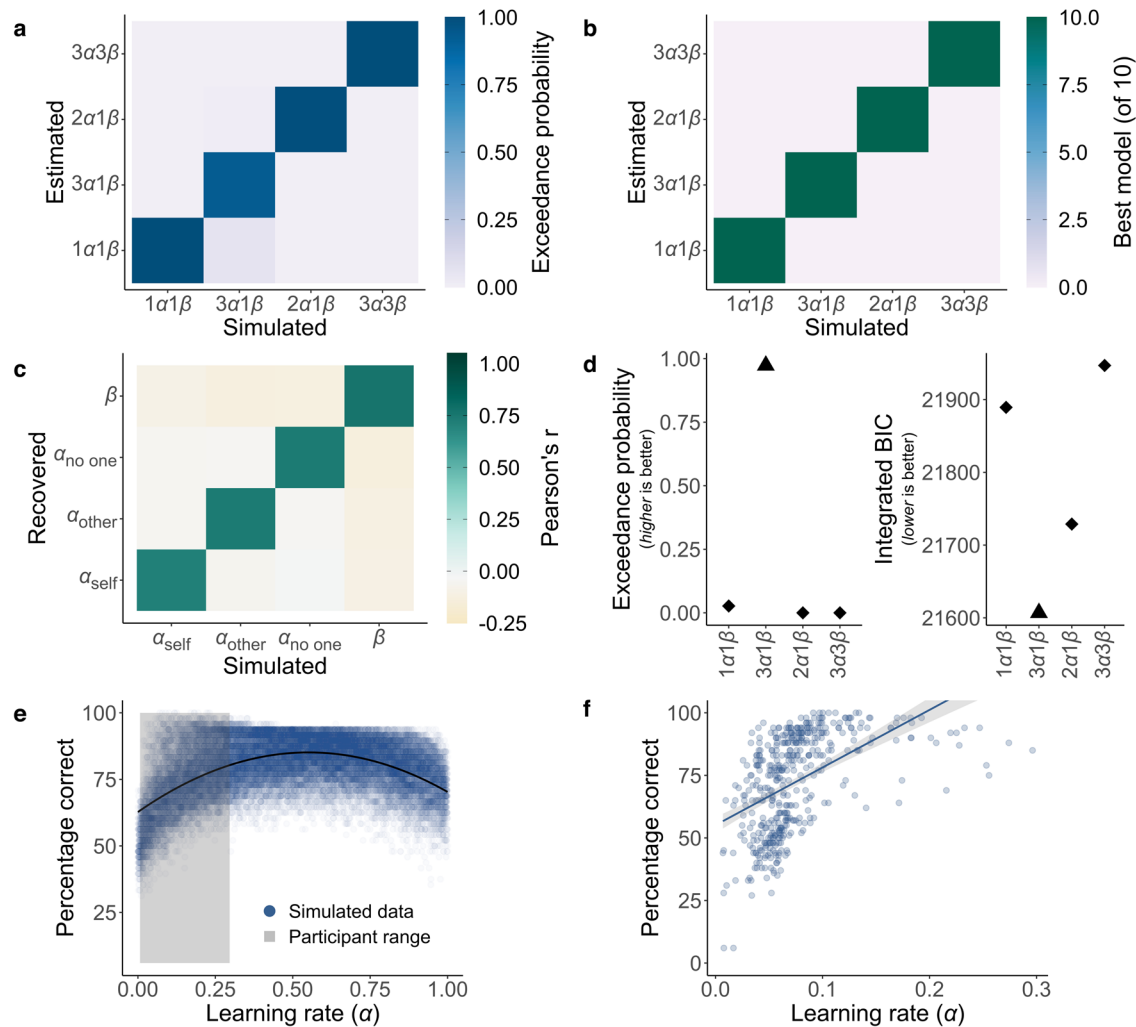 a
Estimated
3α3β
2α1β
3α1β
1α1β
1α1β 3α1β 2α1β 3α3β
Simulated
1.00
0.75
0.50
0.25
0.00
Exceedance probability
b
Estimated
3α3β
2α1β
3α1β
1α1β
1α1β 3α1β 2α1β 3α3β
Simulated
10.0
7.5
5.0
2.5
0.0
Best model (of 10)
c
Recovered
β
αno one
αother
αself
αself αother αno one β
Simulated
1.00
0.75
0.50
0.25
0.00
-0.25
Pearson's r
d
Exceedance probability
(higher is better)
1.00
0.75
0.50
0.25
0.00
1α1β 3α1β 2α1β 3α3β
Integrated BIC
(lower is better)
21900
21800
21700
21600
1α1β 3α1β 2α1β 3α3β
e
Percentage correct
100
75
50
25
Simulated data
Participant range
0.00 0.25 0.50 0.75 1.00
Learning rate (α)
f
Percentage correct
100
75
50
25
0
0.0 0.1 0.2 0.3
Learning rate (α)